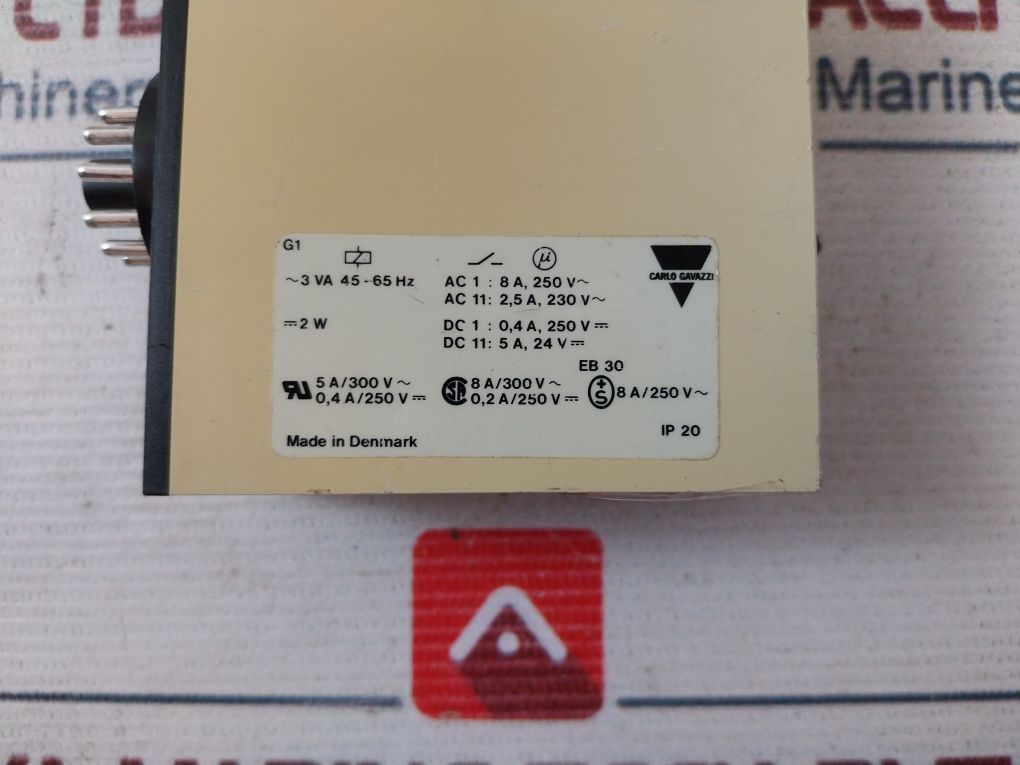 hiner
Marine
G1
µ
CARLO GAVAZZI
~3 VA 45-65 Hz
AC 1 : 8 A, 250 V~
AC 11: 2,5 A, 230 V~
⎓2 W
DC 1 : 0,4 A, 250 V⎓
DC 11: 5 A, 24 V⎓
EB 30
5 A/300 V~
0,4 A/250 V⎓
8 A/300 V~
0,2 A/250 V⎓
+S
8 A/250 V~
Made in Denmark
IP 20